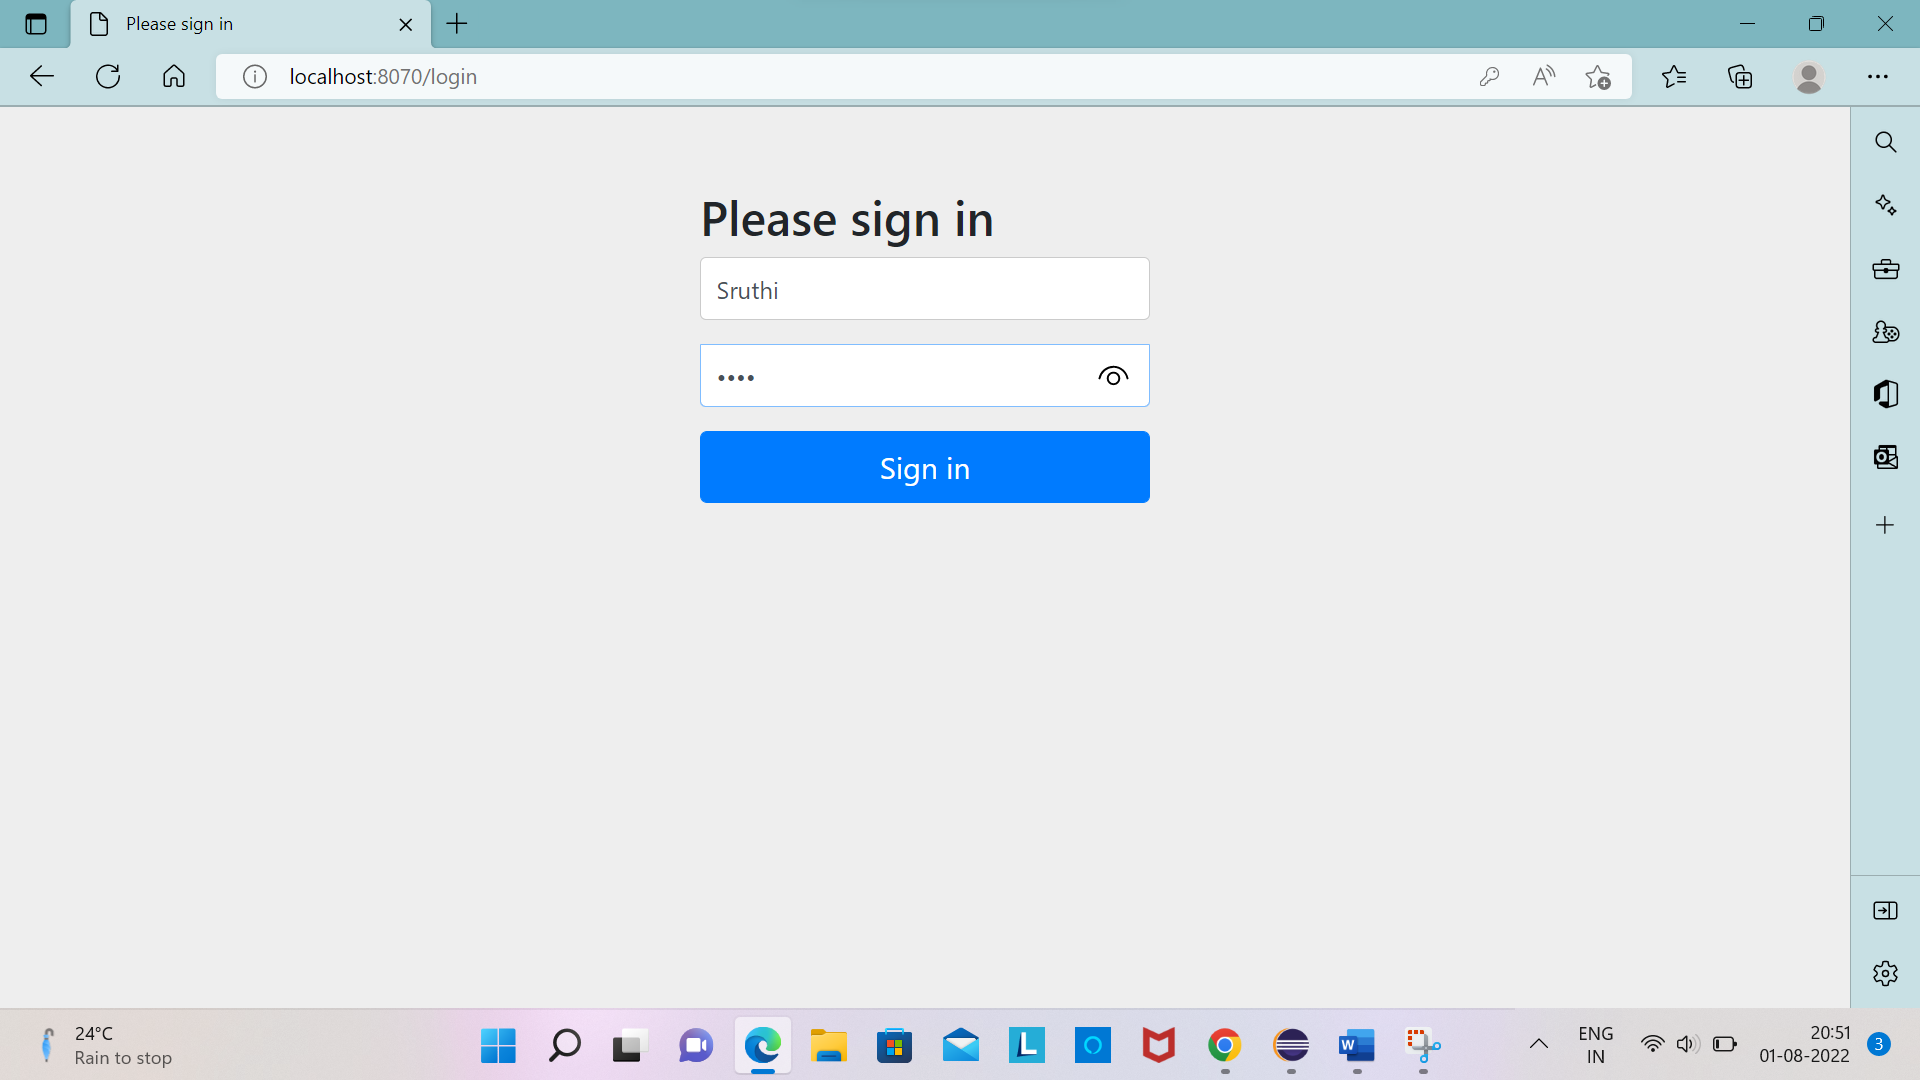 Please sign in
localhost:8070/login
Please sign in
Sruthi
••••
Sign in
24°C
Rain to stop
L
W
ENG
IN
20:51
01-08-2022
3